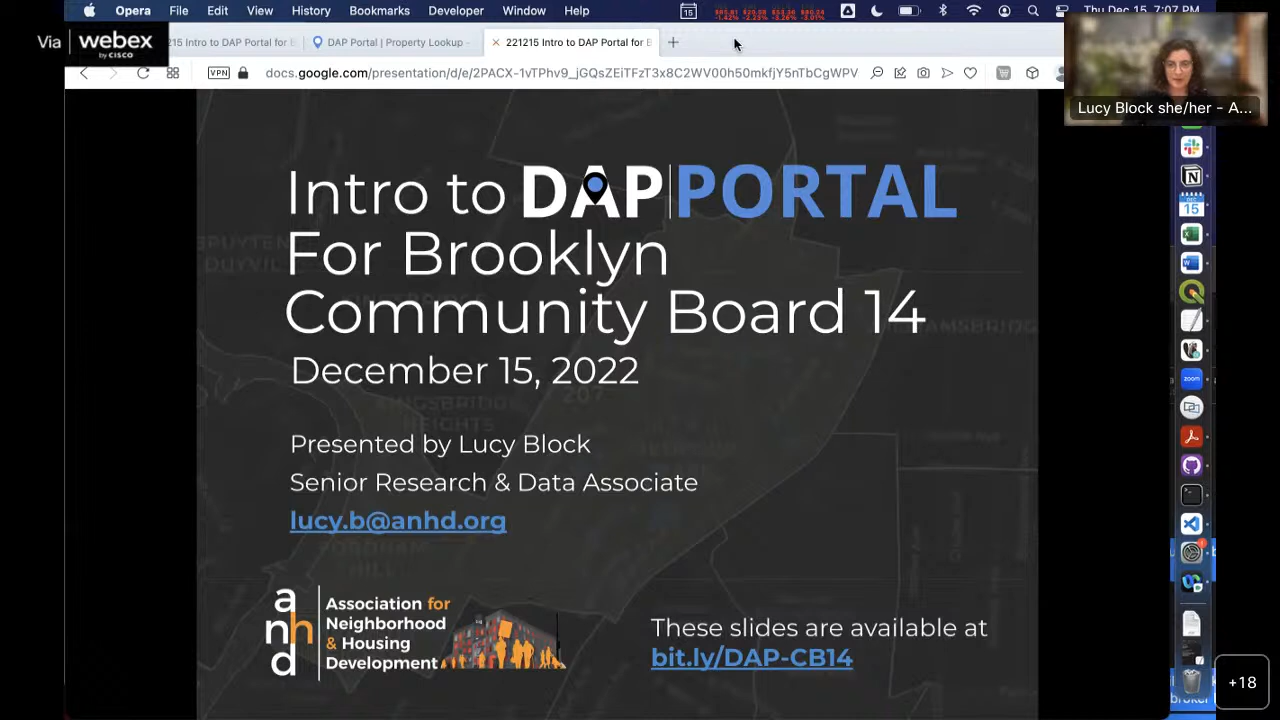 Opera File Edit View History Bookmarks Developer Window Help
Thu Dec 15, 7:07 PM
Via webex
by CISCO
215 Intro to DAP Portal for B
DAP Portal | Property Lookup -
221215 Intro to DAP Portal for B
VPN
docs.google.com/presentation/d/e/2PACX-1vTPhv9_jGQsZEiTFzT3x8C2WV00h50mkfjY5nTbCgWPV
Lucy Block she/her - A...
Intro to DAP PORTAL
For Brooklyn
Community Board 14
December 15, 2022
Presented by Lucy Block
Senior Research & Data Associate
lucy.b@anhd.org
anhd
Association for
Neighborhood
& Housing
Development
These slides are available at
bit.ly/DAP-CB14
DEC
15
zoom
+18